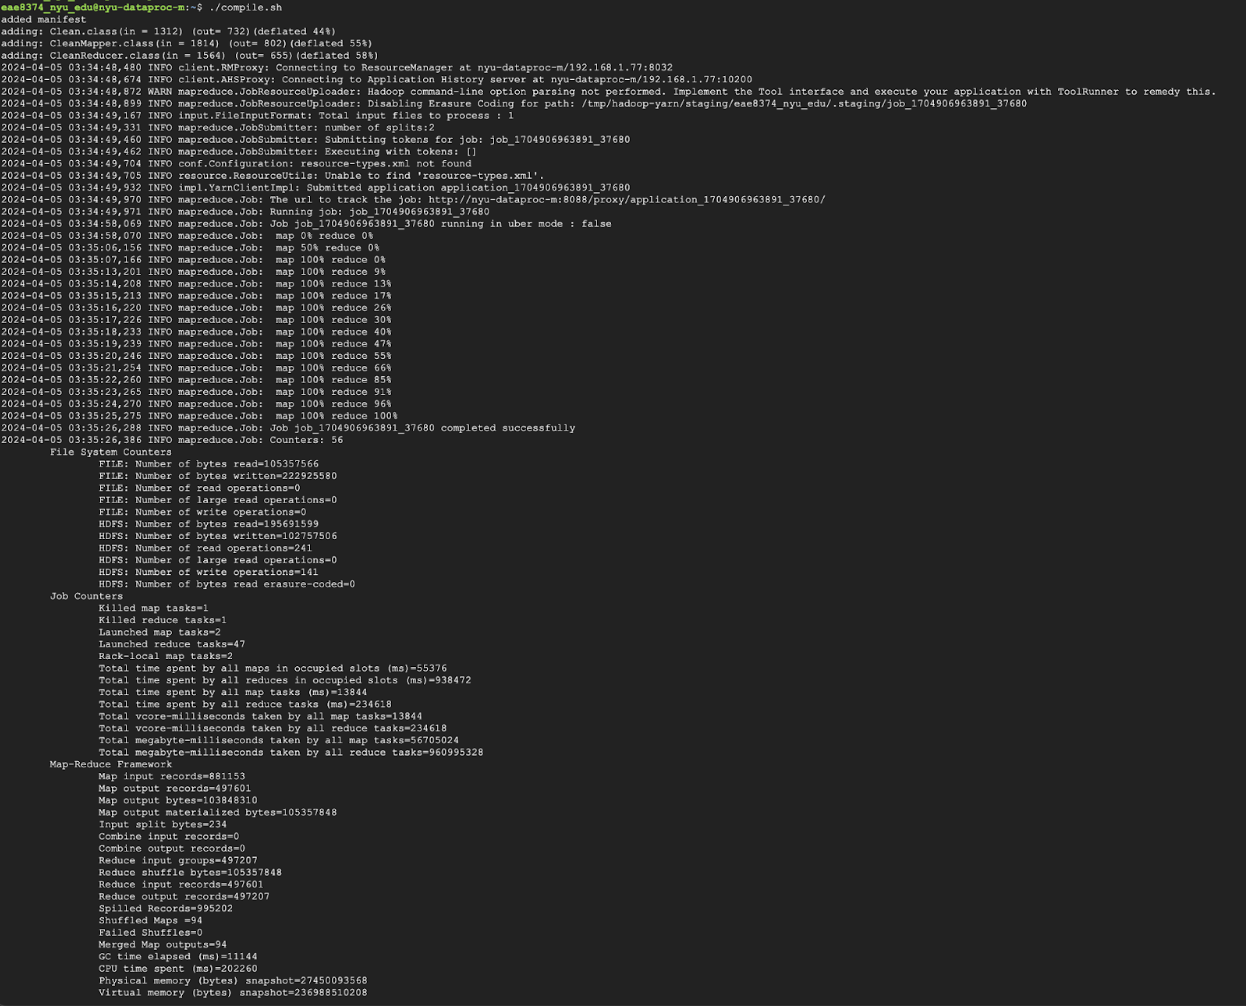 eae8374_nyu_edu@nyu-dataproc-m:~$ ./compile.sh
added manifest
adding: Clean.class(in = 1312) (out= 732)(deflated 44%)
adding: CleanMapper.class(in = 1814) (out= 802)(deflated 55%)
adding: CleanReducer.class(in = 1564) (out= 655)(deflated 58%)
2024-04-05 03:34:48,480 INFO client.RMProxy: Connecting to ResourceManager at nyu-dataproc-m/192.168.1.77:8032
2024-04-05 03:34:48,674 INFO client.AHSProxy: Connecting to Application History server at nyu-dataproc-m/192.168.1.77:10200
2024-04-05 03:34:48,872 WARN mapreduce.JobResourceUploader: Hadoop command-line option parsing not performed. Implement the Tool interface and execute your application with ToolRunner to remedy this.
2024-04-05 03:34:48,899 INFO mapreduce.JobResourceUploader: Disabling Erasure Coding for path: /tmp/hadoop-yarn/staging/eae8374_nyu_edu/.staging/job_1704906963891_37680
2024-04-05 03:34:49,167 INFO input.FileInputFormat: Total input files to process : 1
2024-04-05 03:34:49,331 INFO mapreduce.JobSubmitter: number of splits:2
2024-04-05 03:34:49,460 INFO mapreduce.JobSubmitter: Submitting tokens for job: job_1704906963891_37680
2024-04-05 03:34:49,462 INFO mapreduce.JobSubmitter: Executing with tokens: []
2024-04-05 03:34:49,704 INFO conf.Configuration: resource-types.xml not found
2024-04-05 03:34:49,705 INFO resource.ResourceUtils: Unable to find 'resource-types.xml'.
2024-04-05 03:34:49,932 INFO impl.YarnClientImpl: Submitted application application_1704906963891_37680
2024-04-05 03:34:49,970 INFO mapreduce.Job: The url to track the job: http://nyu-dataproc-m:8088/proxy/application_1704906963891_37680/
2024-04-05 03:34:49,971 INFO mapreduce.Job: Running job: job_1704906963891_37680
2024-04-05 03:34:58,069 INFO mapreduce.Job: Job job_1704906963891_37680 running in uber mode : false
2024-04-05 03:34:58,070 INFO mapreduce.Job:  map 0% reduce 0%
2024-04-05 03:35:06,156 INFO mapreduce.Job:  map 50% reduce 0%
2024-04-05 03:35:07,166 INFO mapreduce.Job:  map 100% reduce 0%
2024-04-05 03:35:13,201 INFO mapreduce.Job:  map 100% reduce 9%
2024-04-05 03:35:14,208 INFO mapreduce.Job:  map 100% reduce 13%
2024-04-05 03:35:15,213 INFO mapreduce.Job:  map 100% reduce 17%
2024-04-05 03:35:16,220 INFO mapreduce.Job:  map 100% reduce 26%
2024-04-05 03:35:17,226 INFO mapreduce.Job:  map 100% reduce 30%
2024-04-05 03:35:18,233 INFO mapreduce.Job:  map 100% reduce 40%
2024-04-05 03:35:19,239 INFO mapreduce.Job:  map 100% reduce 47%
2024-04-05 03:35:20,246 INFO mapreduce.Job:  map 100% reduce 55%
2024-04-05 03:35:21,254 INFO mapreduce.Job:  map 100% reduce 66%
2024-04-05 03:35:22,260 INFO mapreduce.Job:  map 100% reduce 85%
2024-04-05 03:35:23,265 INFO mapreduce.Job:  map 100% reduce 91%
2024-04-05 03:35:24,270 INFO mapreduce.Job:  map 100% reduce 96%
2024-04-05 03:35:25,275 INFO mapreduce.Job:  map 100% reduce 100%
2024-04-05 03:35:26,288 INFO mapreduce.Job: Job job_1704906963891_37680 completed successfully
2024-04-05 03:35:26,386 INFO mapreduce.Job: Counters: 56
File System Counters
FILE: Number of bytes read=105357566
FILE: Number of bytes written=222925580
FILE: Number of read operations=0
FILE: Number of large read operations=0
FILE: Number of write operations=0
HDFS: Number of bytes read=195691599
HDFS: Number of bytes written=102757506
HDFS: Number of read operations=241
HDFS: Number of large read operations=0
HDFS: Number of write operations=141
HDFS: Number of bytes read erasure-coded=0
Job Counters
Killed map tasks=1
Killed reduce tasks=1
Launched map tasks=2
Launched reduce tasks=47
Rack-local map tasks=2
Total time spent by all maps in occupied slots (ms)=55376
Total time spent by all reduces in occupied slots (ms)=938472
Total time spent by all map tasks (ms)=13844
Total time spent by all reduce tasks (ms)=234618
Total vcore-milliseconds taken by all map tasks=13844
Total vcore-milliseconds taken by all reduce tasks=234618
Total megabyte-milliseconds taken by all map tasks=56705024
Total megabyte-milliseconds taken by all reduce tasks=960995328
Map-Reduce Framework
Map input records=881153
Map output records=497601
Map output bytes=103848310
Map output materialized bytes=105357848
Input split bytes=234
Combine input records=0
Combine output records=0
Reduce input groups=497207
Reduce shuffle bytes=105357848
Reduce input records=497601
Reduce output records=497207
Spilled Records=995202
Shuffled Maps =94
Failed Shuffles=0
Merged Map outputs=94
GC time elapsed (ms)=11144
CPU time spent (ms)=202260
Physical memory (bytes) snapshot=27450093568
Virtual memory (bytes) snapshot=236988510208